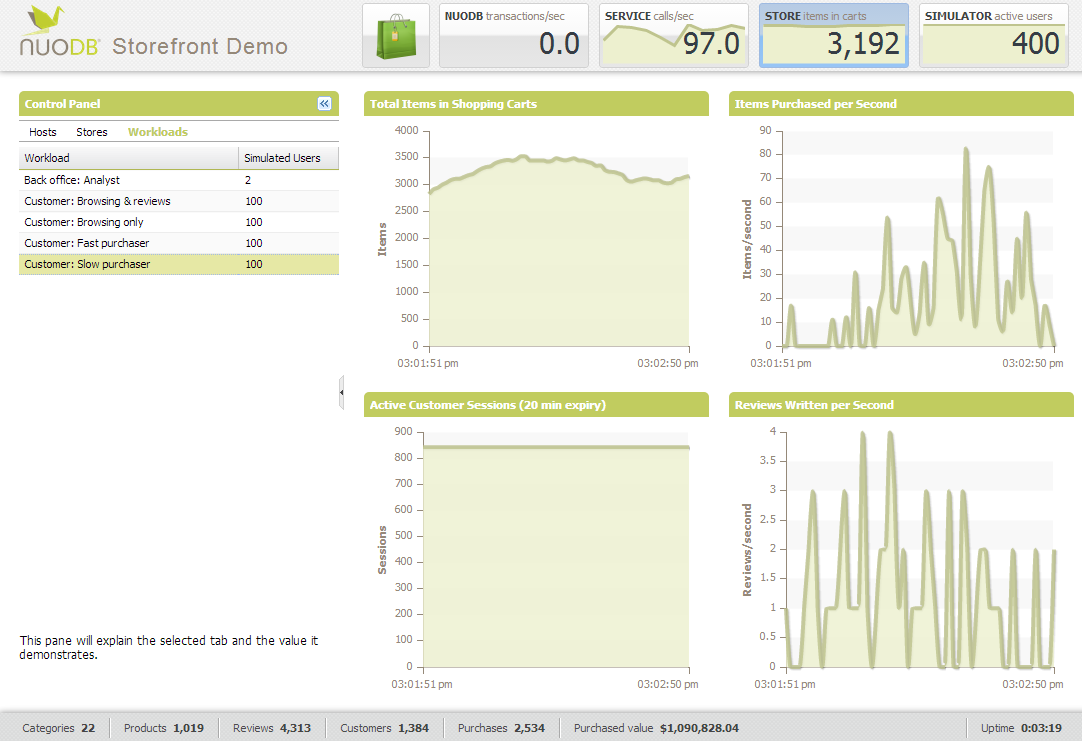 NUODB® Storefront Demo
NUODB transactions/sec
0.0
SERVICE calls/sec
97.0
STORE items in carts
3,192
SIMULATOR active users
400
Control Panel
Hosts Stores Workloads
Workload Simulated Users
Back office: Analyst 2
Customer: Browsing & reviews 100
Customer: Browsing only 100
Customer: Fast purchaser 100
Customer: Slow purchaser 100
This pane will explain the selected tab and the value it
demonstrates.
Total Items in Shopping Carts
4000
3500
3000
2500
2000
1500
1000
500
0
Items
03:01:51 pm 03:02:50 pm
Items Purchased per Second
90
80
70
60
50
40
30
20
10
0
Items/second
03:01:51 pm 03:02:50 pm
Active Customer Sessions (20 min expiry)
900
800
700
600
500
400
300
200
100
0
Sessions
03:01:51 pm 03:02:50 pm
Reviews Written per Second
4
3.5
3
2.5
2
1.5
1
0.5
0
Reviews/second
03:01:51 pm 03:02:50 pm
Categories 22 Products 1,019 Reviews 4,313 Customers 1,384 Purchases 2,534 Purchased value $1,090,828.04 Uptime 0:03:19